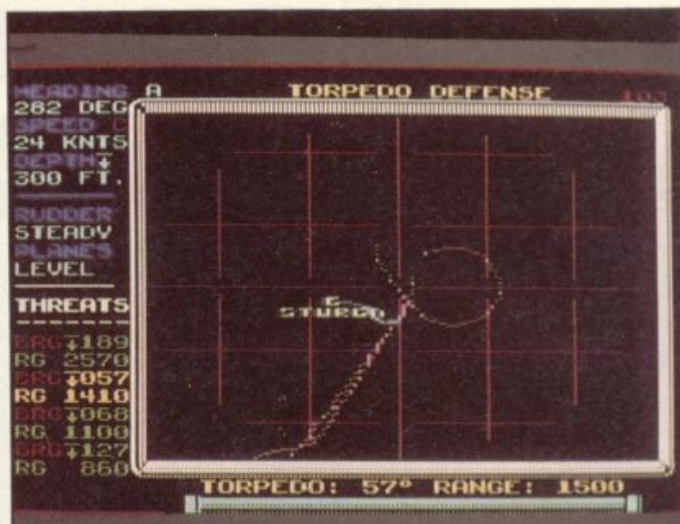 HEADING A
282 DEG
SPEED C
24 KNTS
DEPTH↓
300 FT.
RUDDER
STEADY
PLANES
LEVEL
THREATS
BRG↓189
RG 2570
BRG↓057
RG 1410
BRG↓068
RG 1100
BRG↓127
RG 860
TORPEDO DEFENSE
103
STURGN
TORPEDO: 57° RANGE: 1500